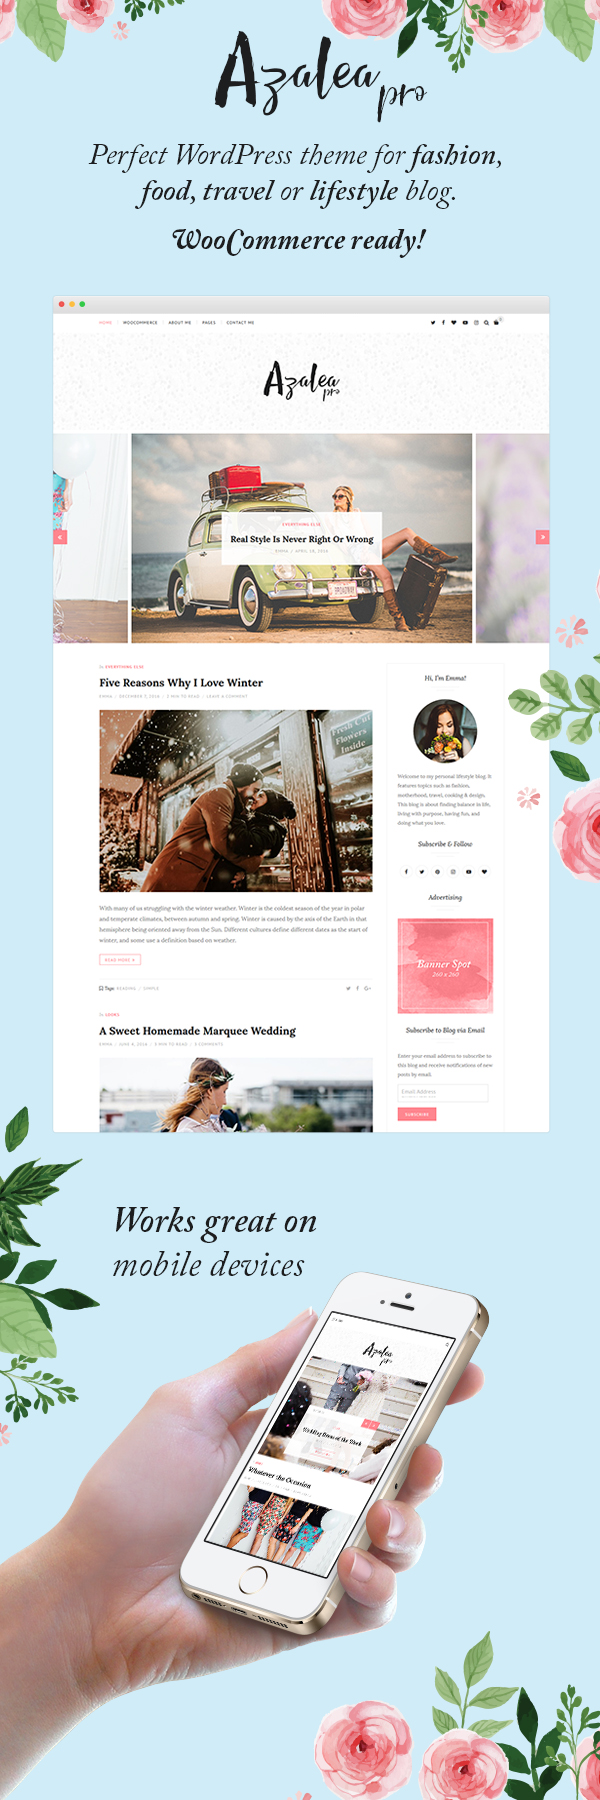 Azalea
pro
Perfect WordPress theme for fashion,
food, travel or lifestyle blog.
WooCommerce ready!
HOME / WOOCOMMERCE / ABOUT ME / PAGES / CONTACT ME
Azalea
pro
EVERYTHING ELSE
Real Style Is Never Right Or Wrong
EMMA / APRIL 18, 2016
BROADWAY
In EVERYTHING ELSE
Five Reasons Why I Love Winter
EMMA / DECEMBER 7, 2016 / 2 MIN TO READ / LEAVE A COMMENT
Fresh Cut
Flowers
Inside
With many of us struggling with the winter weather. Winter is the coldest season of the year in polar
and temperate climates, between autumn and spring. Winter is caused by the axis of the Earth in that
hemisphere being oriented away from the Sun. Different cultures define different dates as the start of
winter, and some use a definition based on weather.
READ MORE
Tags: READING / SIMPLE
In LOOKS
A Sweet Homemade Marquee Wedding
EMMA / JUNE 8, 2016 / 3 MIN TO READ / 3 COMMENTS
Hi, I'm Emma!
Welcome to my personal lifestyle blog. It
features topics such as fashion,
motherhood, travel, cooking & design.
This blog is about finding balance in life,
living with purpose, having fun, and
doing what you love.
Subscribe & Follow
Advertising
Banner Spot
260 x 260
Subscribe to Blog via Email
Enter your email address to subscribe to
this blog and receive notifications of new
posts by email.
Email Address
SUBSCRIBE
Works great on
mobile devices
Azalea
pro
Wedding Dress of the Week
Whatever the Occasion